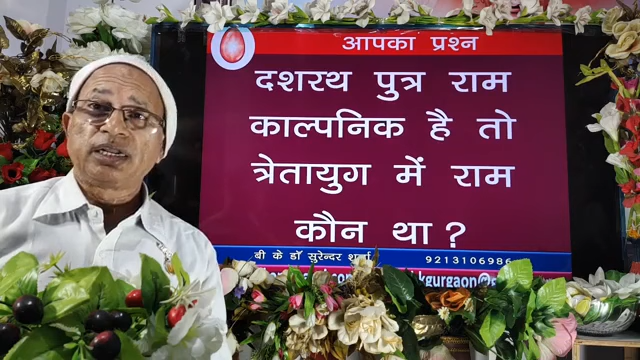 आपका प्रश्न
दशरथ पुत्र राम
काल्पनिक है तो
त्रेतायुग में राम
कौन था ?
बी के डॉ सुरेन्दर शर्मा 9213106986